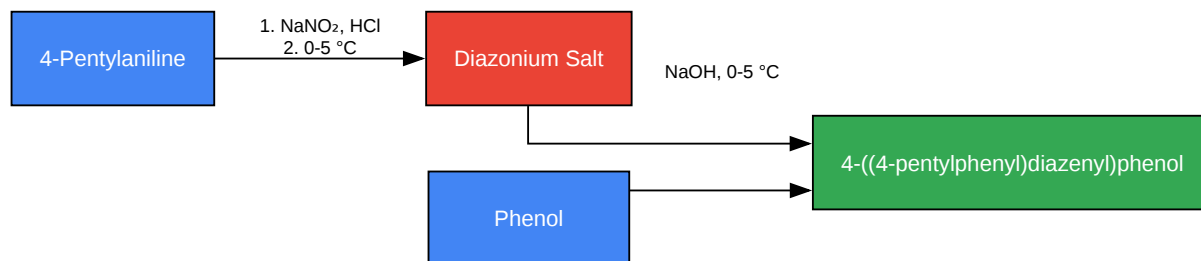 4-Pentylaniline
1. NaNO₂, HCl
2. 0-5 °C
Diazonium Salt
NaOH, 0-5 °C
Phenol
4-((4-pentylphenyl)diazenyl)phenol